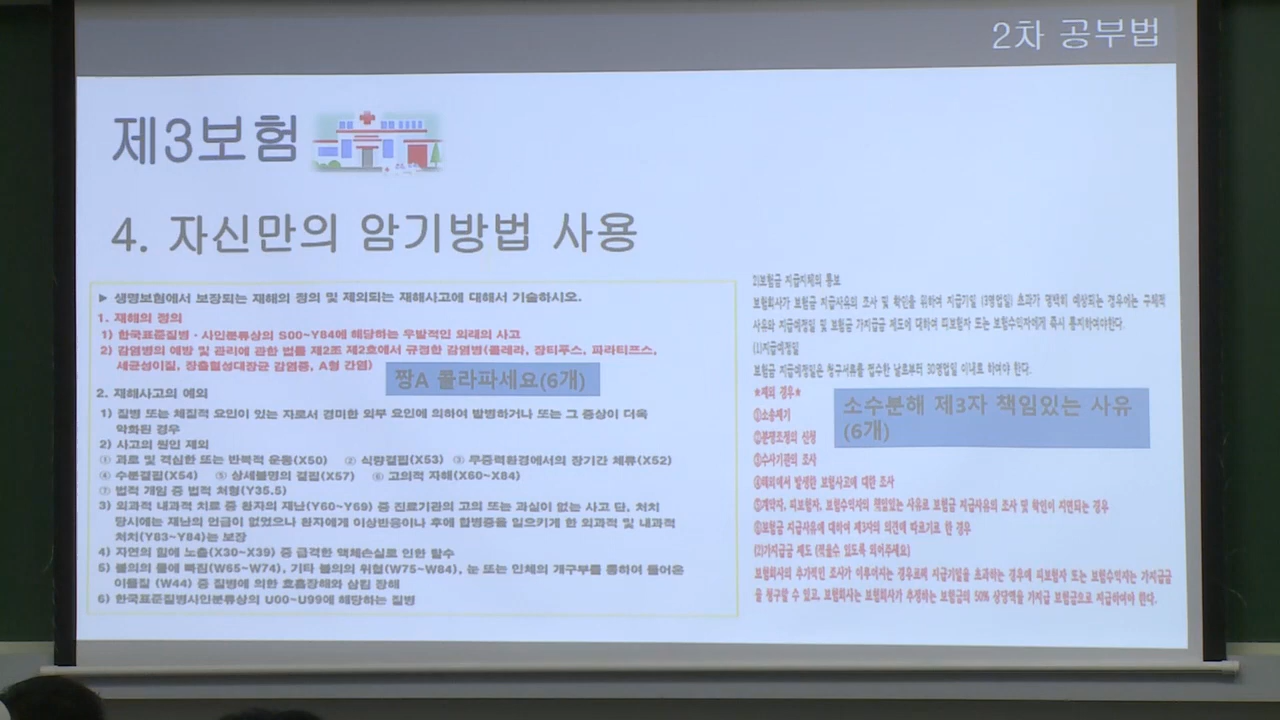 2차 공부법
제3보험
4. 자신만의 암기방법 사용
▶ 생명보험에서 보장되는 재해의 정의 및 제외되는 재해사고에 대해서 기술하시오.
1. 재해의 정의
1) 한국표준질병·사인분류상의 S00~Y84에 해당하는 우발적인 외래의 사고
2) 감염병의 예방 및 관리에 관한 법률 제2조 제2호에서 규정한 감염병(콜레라, 장티푸스, 파라티프스,
세균성이질, 장출혈성대장균 감염증, A형 간염)
짱A 콜라파세요(6개)
2. 재해사고의 예외
1) 질병 또는 체질적 요인이 있는 자로서 경미한 외부 요인에 의하여 발병하거나 또는 그 증상이 더욱
악화된 경우
2) 사고의 원인 제외
① 과로 및 격심한 또는 반복적 운동(X50) ② 식량결핍(X53) ③ 무중력환경에서의 장기간 체류(X52)
④ 수분결핍(X54) ⑤ 상세불명의 결핍(X57) ⑥ 고의적 자해(X60~X84)
⑦ 법적 개입 중 법적 처형(Y35.5)
3) 외과적 내과적 치료 중 환자의 재난(Y60~Y69) 중 진료기관의 고의 또는 과실이 없는 사고 단, 처치
당시에는 재난의 언급이 없었으나 환자에게 이상반응이나 후에 합병증을 일으키게 한 외과적 및 내과적
처치(Y83~Y84)는 보장
4) 자연의 힘에 노출(X30~X39) 중 급격한 액체손실로 인한 탈수
5) 불의의 물에 빠짐(W65~W74), 기타 불의의 위협(W75~W84), 눈 또는 인체의 개구부를 통하여 들어온
이물질 (W44) 중 질병에 의한 호흡장해와 삼킴 장해
6) 한국표준질병사인분류상의 U00~U99에 해당하는 질병
2)보험금 지급지체의 통보
보험회사가 보험금 지급사유의 조사 및 확인을 위하여 지급기일 (3영업일) 초과가 명백히 예상되는 경우에는 구체적
사유와 지급예정일 및 보험금 가지급금 제도에 대하여 피보험자 또는 보험수익자에게 즉시 통지하여야한다.
(1)지급예정일
보험금 지급예정일은 청구서류를 접수한 날로부터 30영업일 이내로 하여야 한다.
*예외 경우*
①소송제기
②분쟁조정의 신청
③수사기관의 조사
④해외에서 발생한 보험사고에 대한 조사
⑤계약자, 피보험자, 보험수익자의 책임있는 사유로 보험금 지급사유의 조사 및 확인이 지연되는 경우
⑥보험금 지급사유에 대하여 제3자의 의견에 따르기로 한 경우
소수분해 제3자 책임있는 사유
(6개)
(2)가지급금 제도 (적을수 있도록 외어주세요)
보험회사의 추가적인 조사가 이루어지는 경우로써 지급기일을 초과하는 경우에 피보험자 또는 보험수익자는 가지급금
을 청구할 수 있고, 보험회사는 보험회사가 추정하는 보험금의 50% 상당액을 가지급 보험금으로 지급하여야 한다.